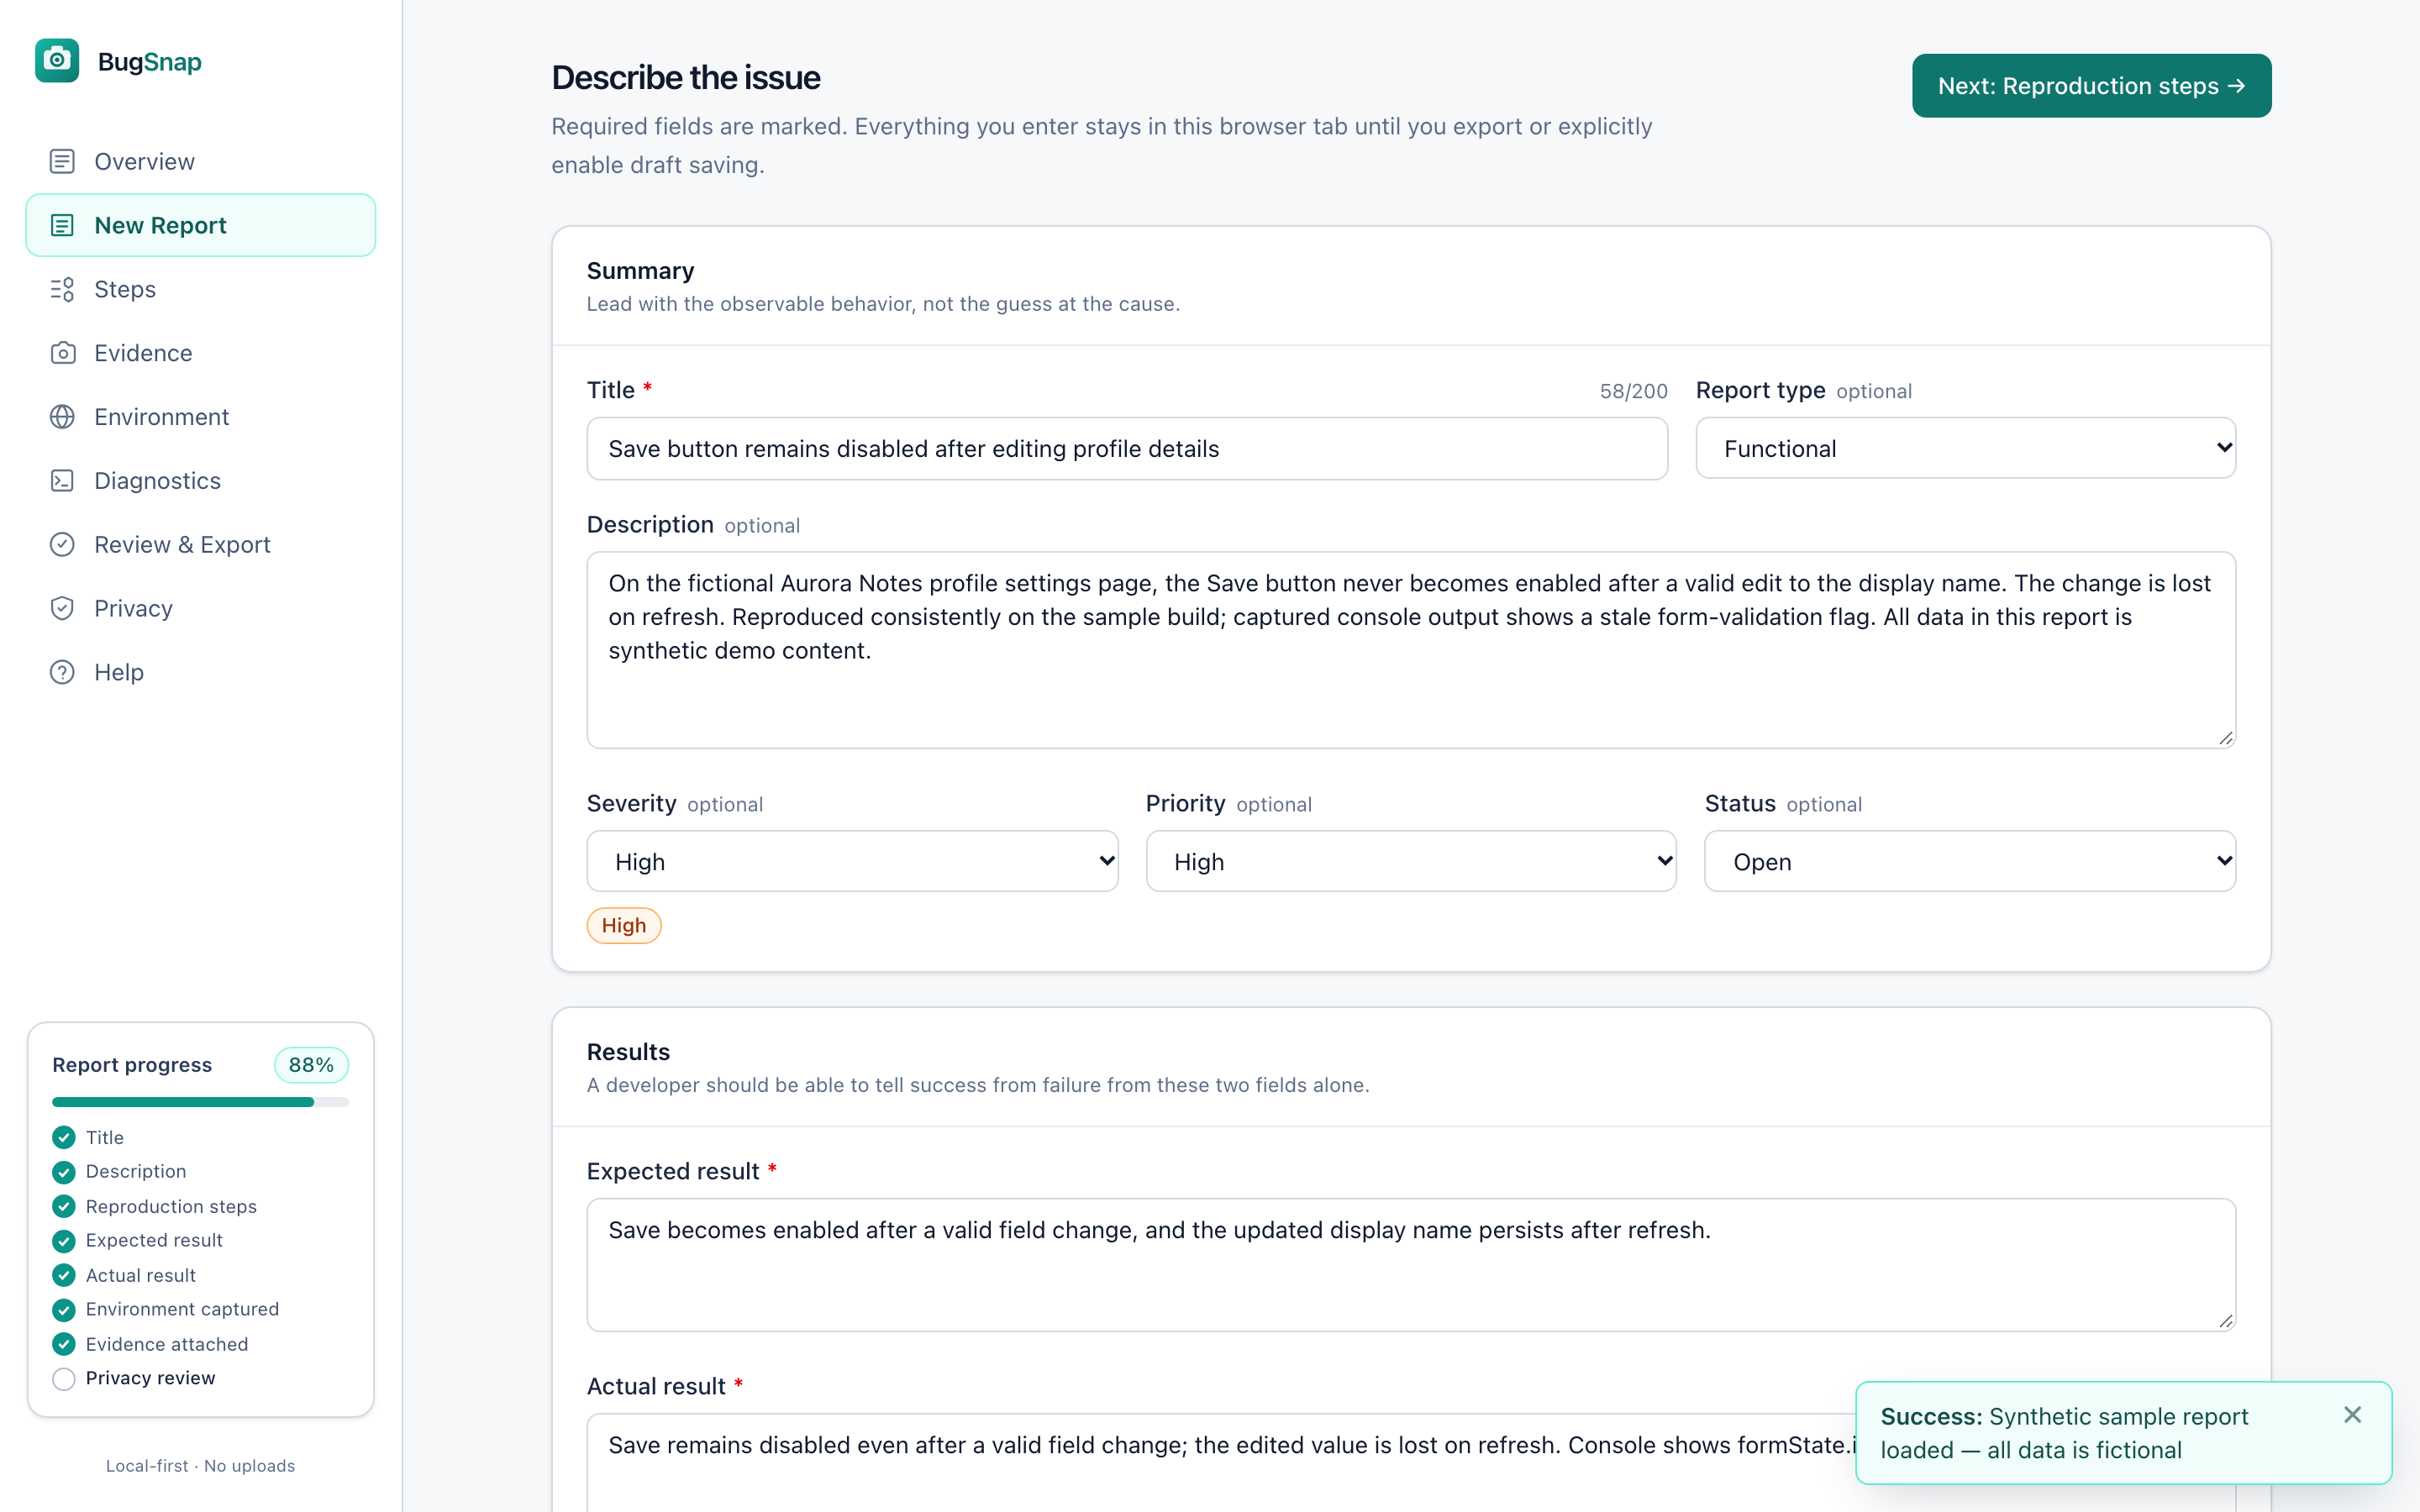 BugSnap
Overview
New Report
Steps
Evidence
Environment
Diagnostics
Review & Export
Privacy
Help
Report progress 88%
Title
Description
Reproduction steps
Expected result
Actual result
Environment captured
Evidence attached
Privacy review
Local-first · No uploads
Describe the issue
Required fields are marked. Everything you enter stays in this browser tab until you export or explicitly
enable draft saving.
Next: Reproduction steps →
Summary
Lead with the observable behavior, not the guess at the cause.
Title * 58/200
Save button remains disabled after editing profile details
Report type optional
Functional
Description optional
On the fictional Aurora Notes profile settings page, the Save button never becomes enabled after a valid edit to the display name. The change is lost
on refresh. Reproduced consistently on the sample build; captured console output shows a stale form-validation flag. All data in this report is
synthetic demo content.
Severity optional
High
High
Priority optional
High
Status optional
Open
Results
A developer should be able to tell success from failure from these two fields alone.
Expected result *
Save becomes enabled after a valid field change, and the updated display name persists after refresh.
Actual result *
Save remains disabled even after a valid field change; the edited value is lost on refresh. Console shows
Success: Synthetic sample report
loaded — all data is fictional